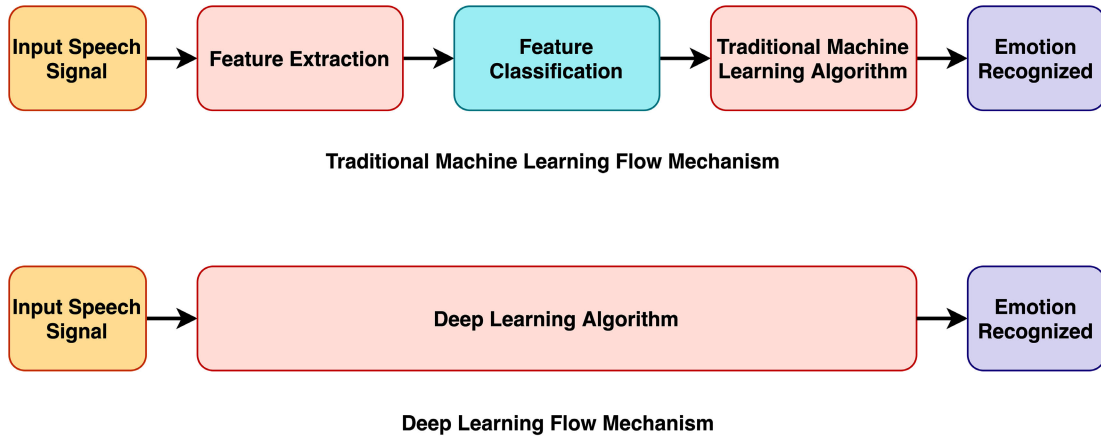 Input Speech
Signal
Feature Extraction
Feature
Classification
Traditional Machine
Learning Algorithm
Emotion
Recognized
Traditional Machine Learning Flow Mechanism
Input Speech
Signal
Deep Learning Algorithm
Emotion
Recognized
Deep Learning Flow Mechanism